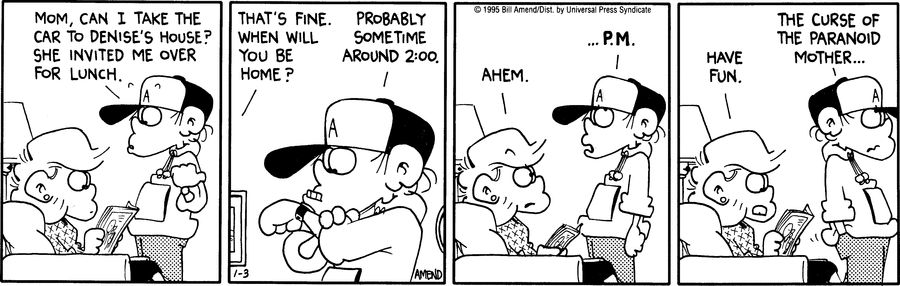 MOM, CAN I TAKE THE
CAR TO DENISE'S HOUSE?
SHE INVITED ME OVER
FOR LUNCH.
A
THAT'S FINE.
WHEN WILL
YOU BE
HOME?
PROBABLY
SOMETIME
AROUND 2:00.
A
1-3
AMEND
© 1995 Bill Amend/Dist. by Universal Press Syndicate
AHEM.
... P.M.
A
HAVE
FUN.
THE CURSE OF
THE PARANOID
MOTHER...
A